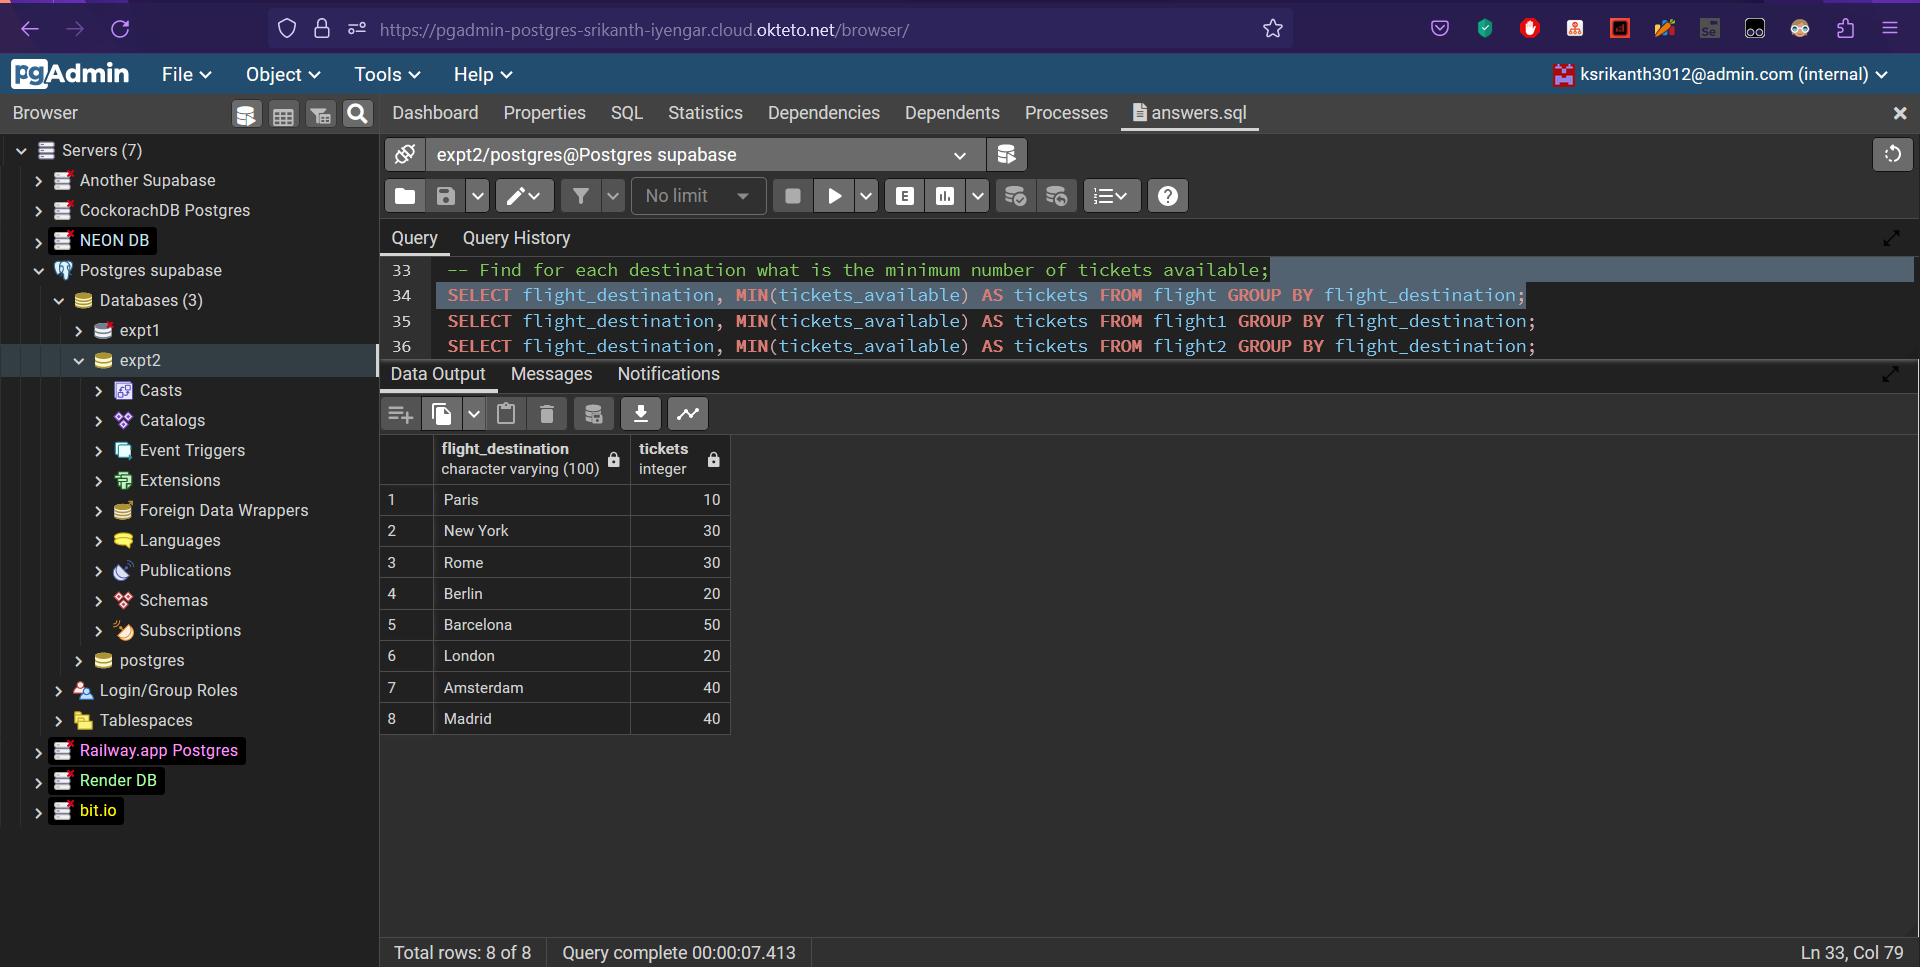 https://pgadmin-postgres-srikanth-iyengar.cloud.okteto.net/browser/
Se
pgAdmin File Object Tools Help ksrikanth3012@admin.com (internal)
Browser
Servers (7)
Another Supabase
CockorachDB Postgres
NEON DB
Postgres supabase
Databases (3)
expt1
expt2
Casts
Catalogs
Event Triggers
Extensions
Foreign Data Wrappers
Languages
Publications
Schemas
Subscriptions
postgres
Login/Group Roles
Tablespaces
Railway.app Postgres
Render DB
bit.io
Dashboard Properties SQL Statistics Dependencies Dependents Processes answers.sql
expt2/postgres@Postgres supabase
No limit E
Query Query History
33 -- Find for each destination what is the minimum number of tickets available;
34 SELECT flight_destination, MIN(tickets_available) AS tickets FROM flight GROUP BY flight_destination;
35 SELECT flight_destination, MIN(tickets_available) AS tickets FROM flight1 GROUP BY flight_destination;
36 SELECT flight_destination, MIN(tickets_available) AS tickets FROM flight2 GROUP BY flight_destination;
Data Output Messages Notifications
flight_destination tickets
character varying (100) integer
1 Paris 10
2 New York 30
3 Rome 30
4 Berlin 20
5 Barcelona 50
6 London 20
7 Amsterdam 40
8 Madrid 40
Total rows: 8 of 8 Query complete 00:00:07.413 Ln 33, Col 79